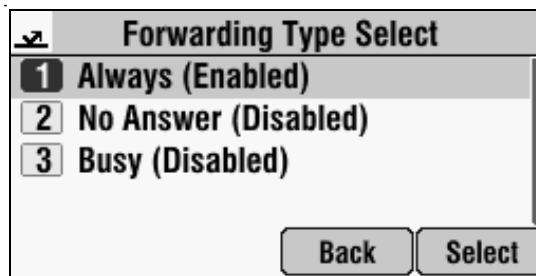 Forwarding Type Select
1 Always (Enabled)
2 No Answer (Disabled)
3 Busy (Disabled)
Back Select